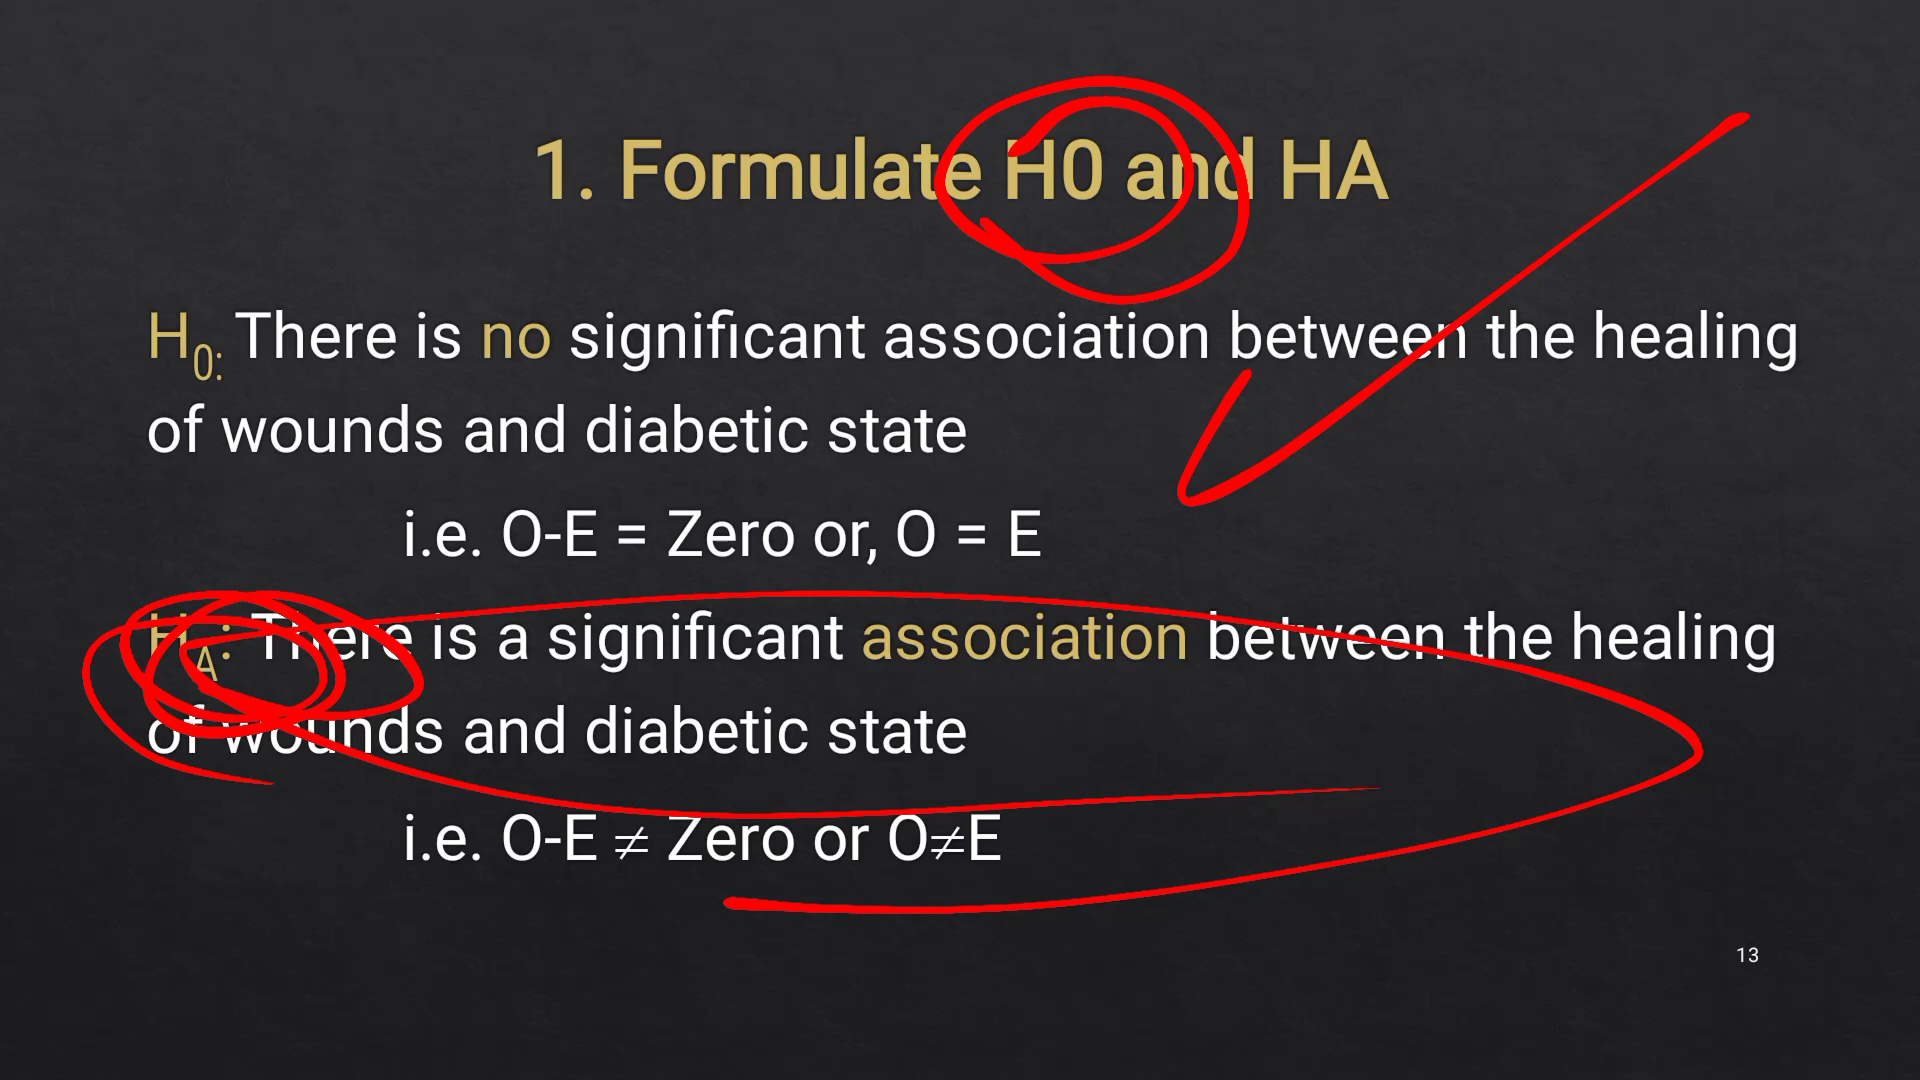 1. Formulate H0 and HA
H0: There is no significant association between the healing
of wounds and diabetic state
i.e. O-E = Zero or, O = E
HA: There is a significant association between the healing
of wounds and diabetic state
i.e. O-E ≠ Zero or O≠E
13